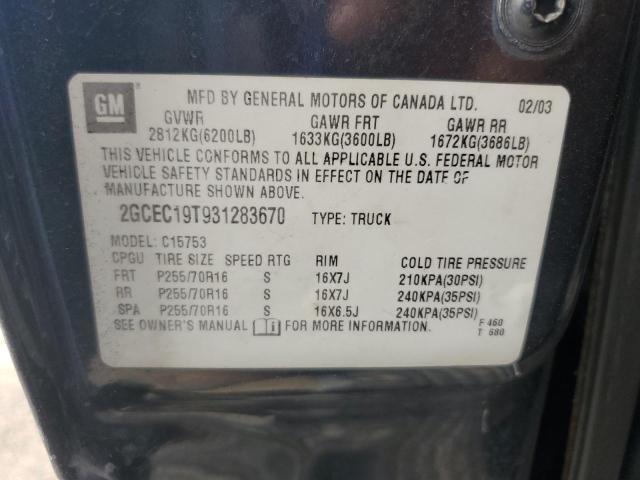 GM
MFD BY GENERAL MOTORS OF CANADA LTD. 02/03
GVWR GAWR FRT GAWR RR
2812KG(6200LB) 1633KG(3600LB) 1672KG(3686LB)
THIS VEHICLE CONFORMS TO ALL APPLICABLE U.S. FEDERAL MOTOR
VEHICLE SAFETY STANDARDS IN EFFECT ON THE DATE OF
MANUFACTURE SHOWN ABOVE.
2GCEC19T931283670 TYPE: TRUCK
MODEL: C15753
CPGU TIRE SIZE SPEED RTG RIM COLD TIRE PRESSURE
FRT P255/70R16 S 16X7J 210KPA(30PSI)
RR P255/70R16 S 16X7J 240KPA(35PSI)
SPA P255/70R16 S 16X6.5J 240KPA(35PSI)
SEE OWNER'S MANUAL FOR MORE INFORMATION. F 460
T 680